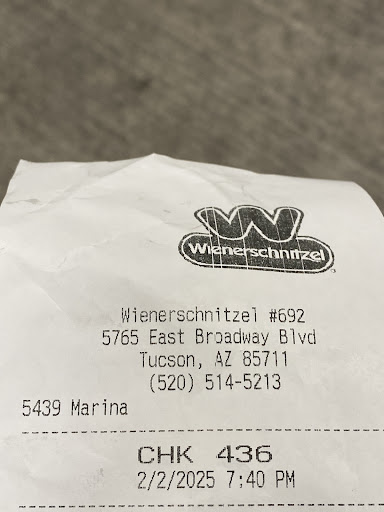 W
Wienerschnitzel
Wienerschnitzel #692
5765 East Broadway Blvd
Tucson, AZ 85711
(520) 514-5213
5439 Marina
CHK 436
2/2/2025 7:40 PM